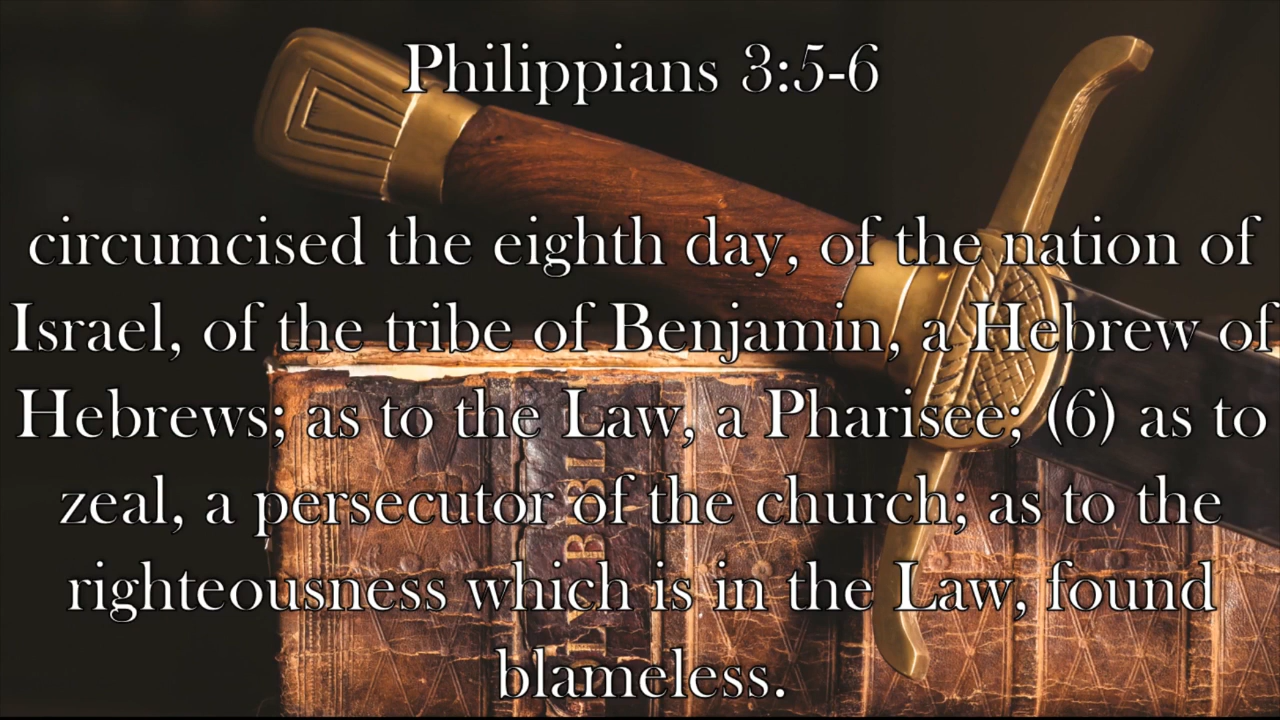 Philippians 3:5-6
circumcised the eighth day, of the nation of
Israel, of the tribe of Benjamin, a Hebrew of
Hebrews; as to the Law, a Pharisee; (6) as to
zeal, a persecutor of the church; as to the
righteousness which is in the Law, found
blameless.